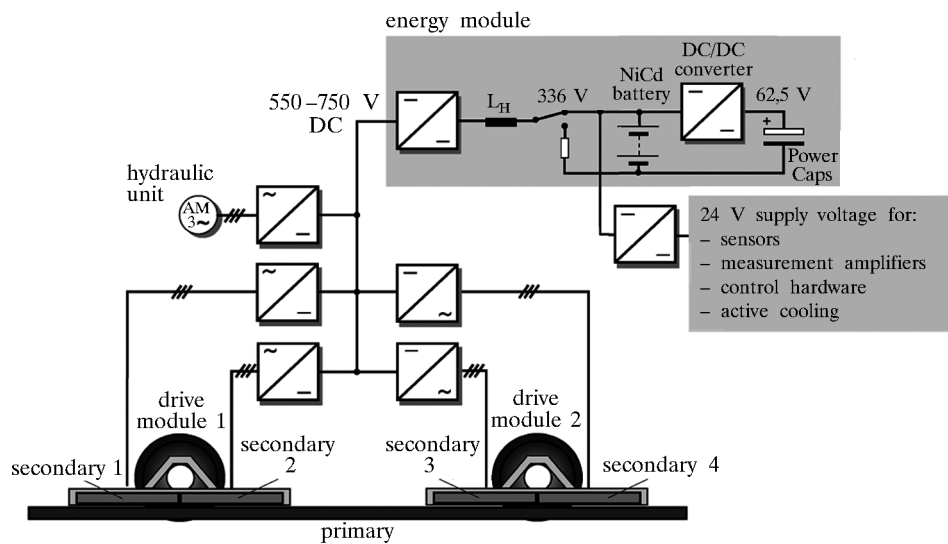 energy module
DC/DC
converter
NiCd
battery
550 –750 V
DC
L_H
336 V
62,5 V
+
Power
Caps
hydraulic
unit
AM
3~
24 V supply voltage for:
– sensors
– measurement amplifiers
– control hardware
– active cooling
drive
module 1
drive
module 2
secondary 1
secondary
2
secondary
3
secondary 4
primary